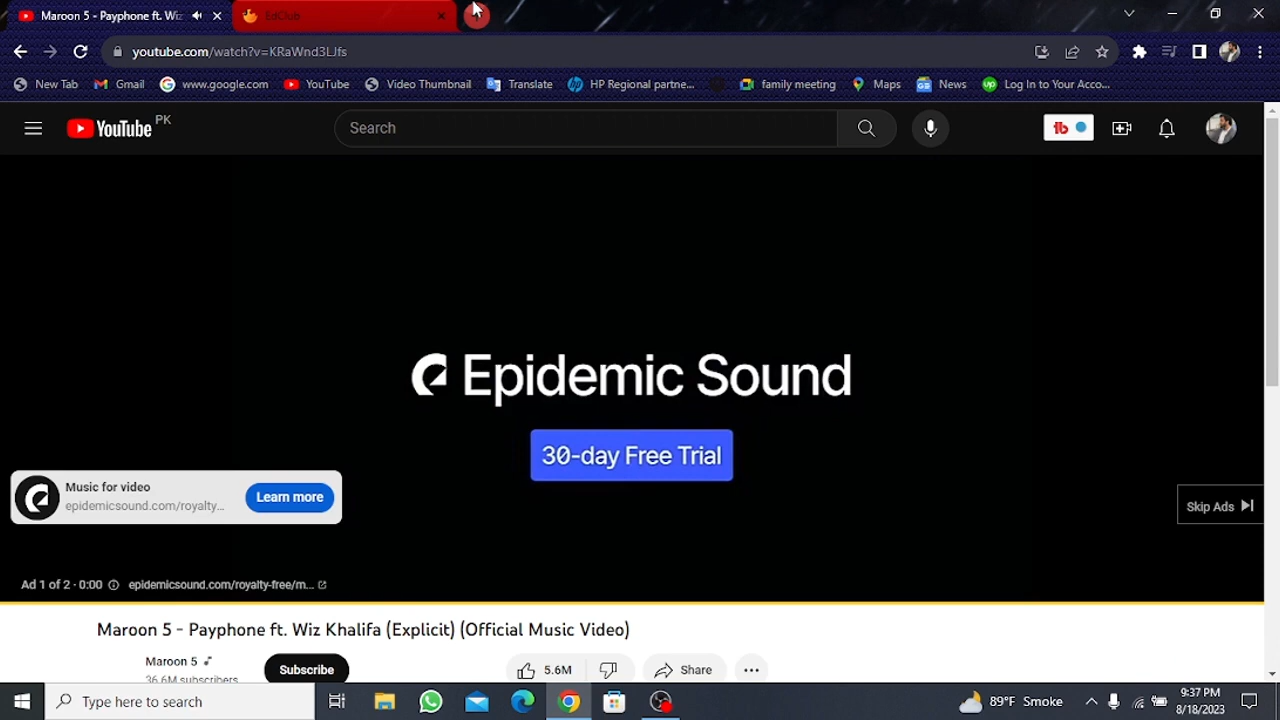 Maroon 5 - Payphone ft. Wiz
EdClub
youtube.com/watch?v=KRaWnd3LJfs
New Tab
Gmail
www.google.com
YouTube
Video Thumbnail
Translate
HP Regional partne...
family meeting
Maps
News
Log In to Your Acco...
YouTube PK
Search
Epidemic Sound
30-day Free Trial
Music for video
epidemicsound.com/royalty...
Learn more
Skip Ads
Ad 1 of 2 · 0:00
epidemicsound.com/royalty-free/m...
Maroon 5 - Payphone ft. Wiz Khalifa (Explicit) (Official Music Video)
Maroon 5
36.6M subscribers
Subscribe
5.6M
Share
Type here to search
89°F Smoke
9:37 PM
8/18/2023